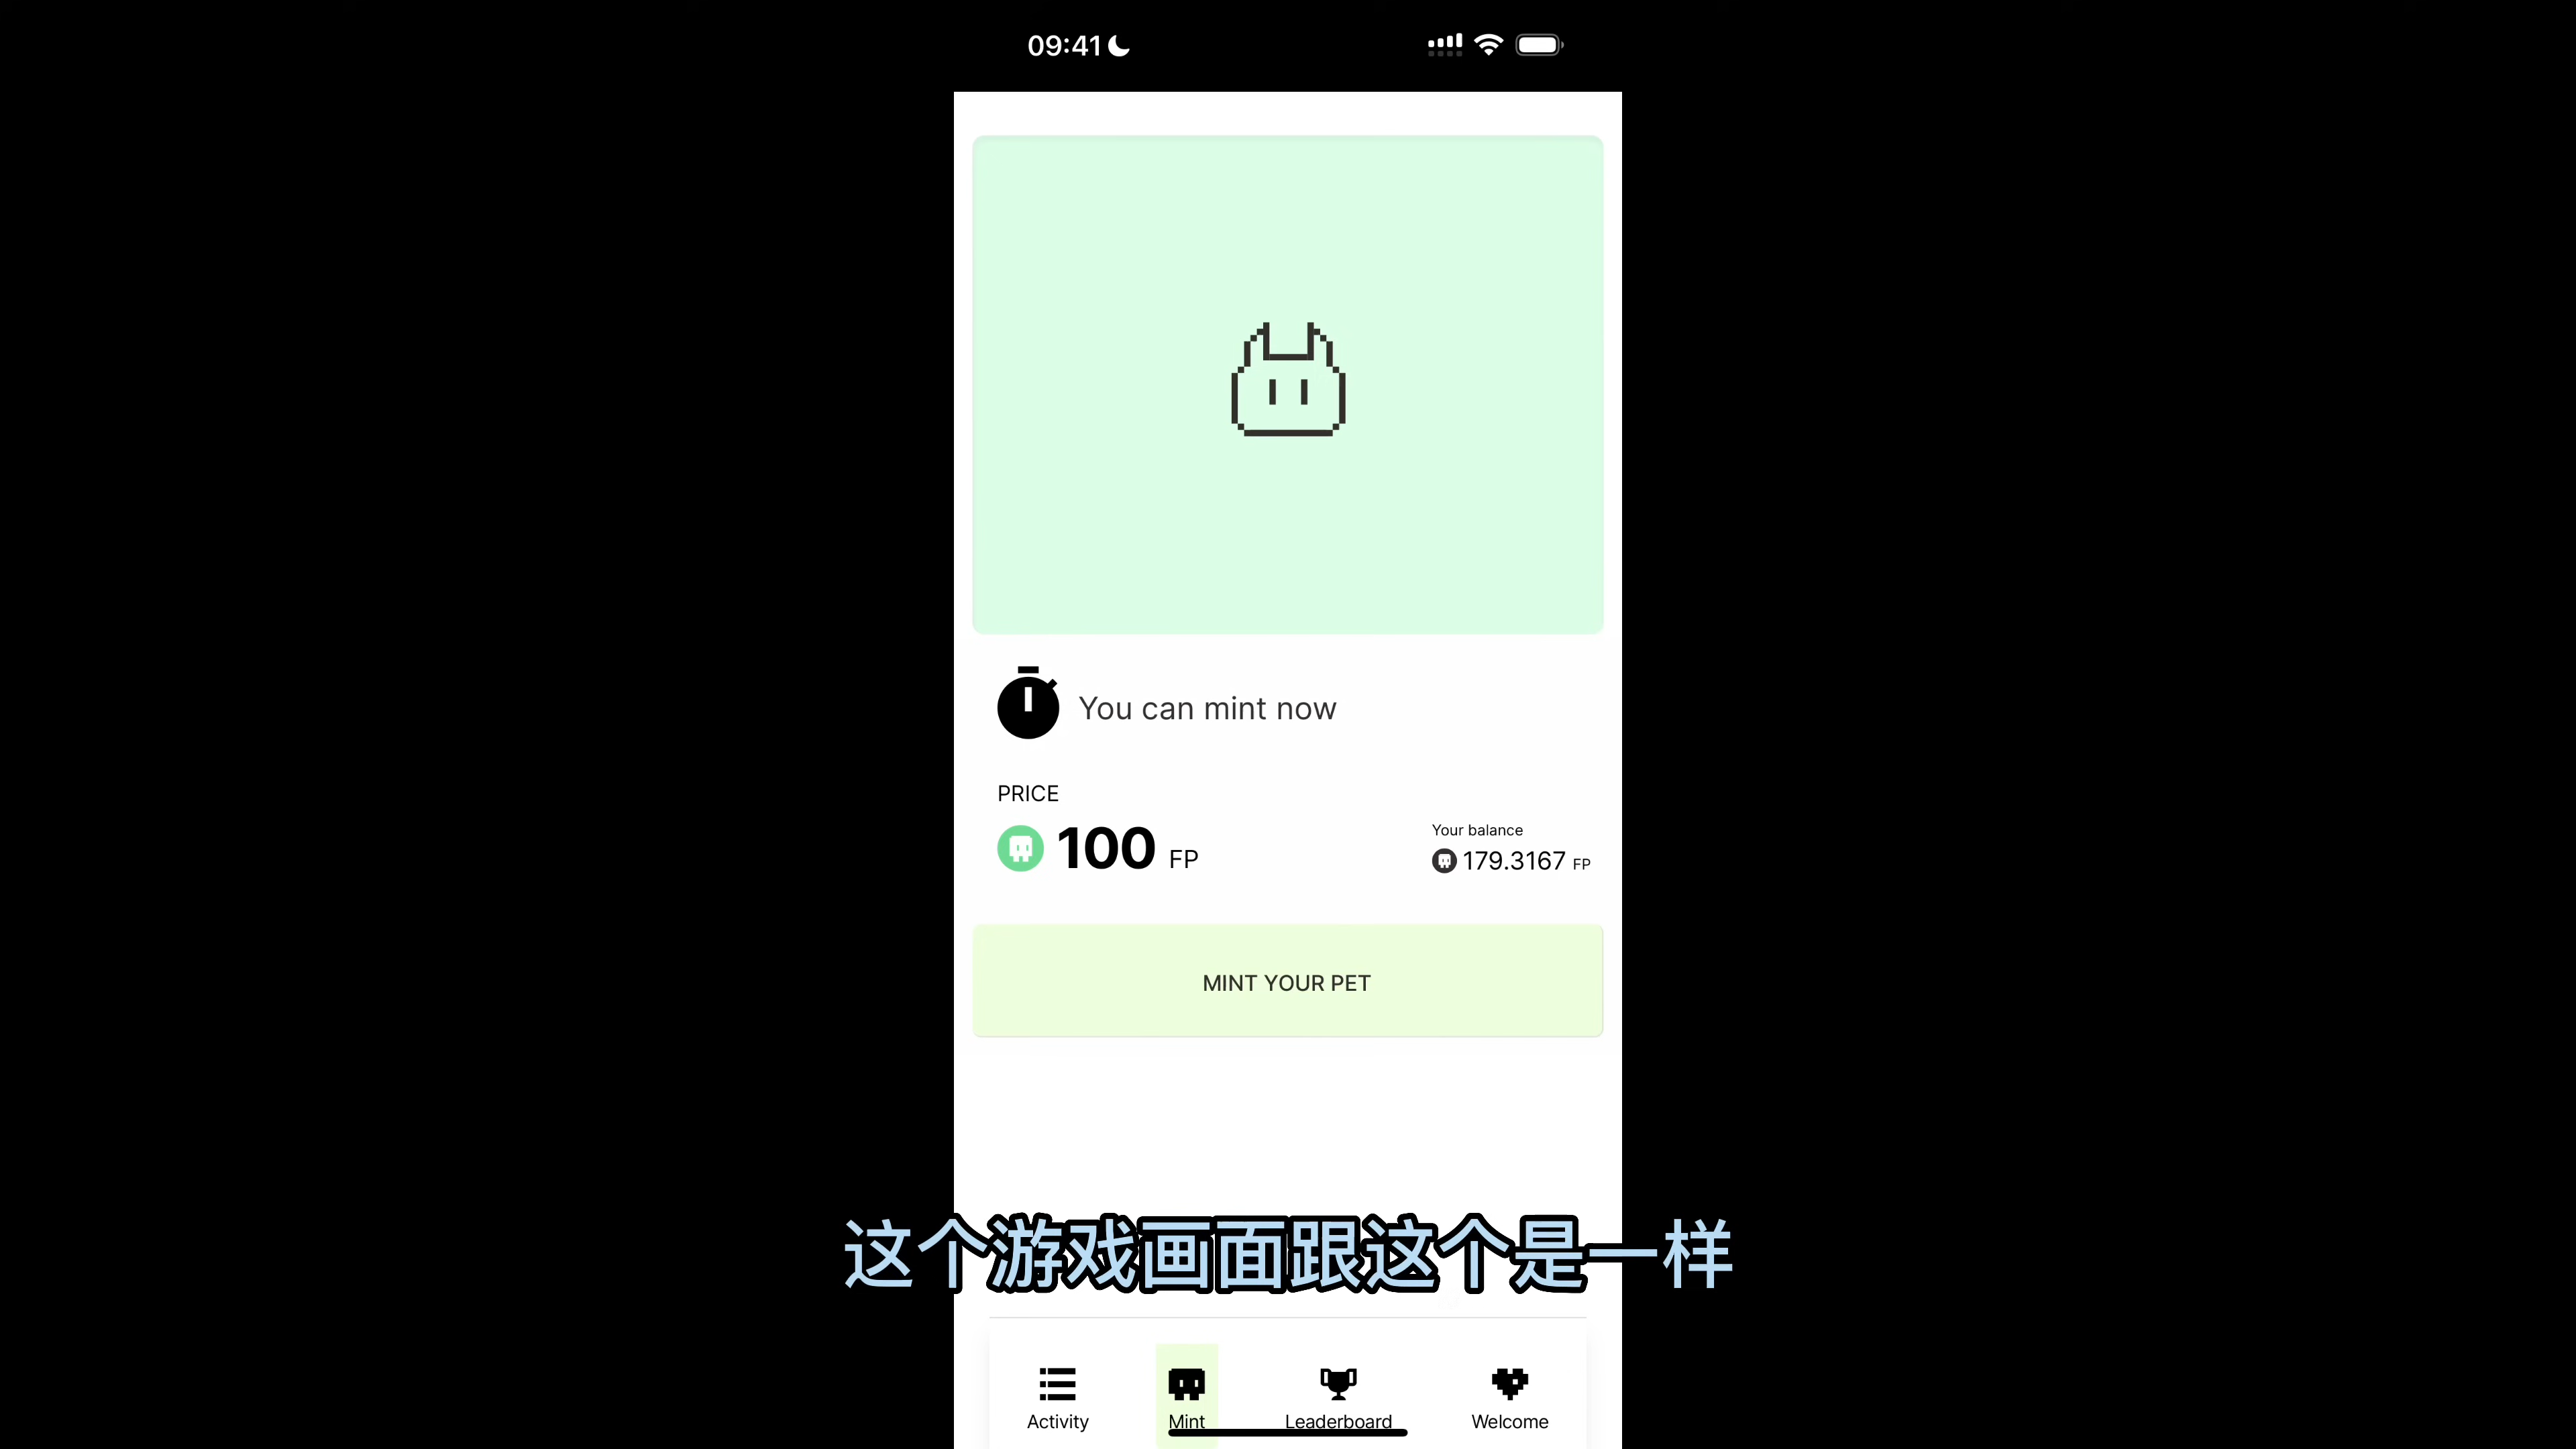 09:41
You can mint now
PRICE
100 FP
Your balance
179.3167 FP
MINT YOUR PET
这个游戏画面跟这个是一样
Activity
Mint
Leaderboard
Welcome